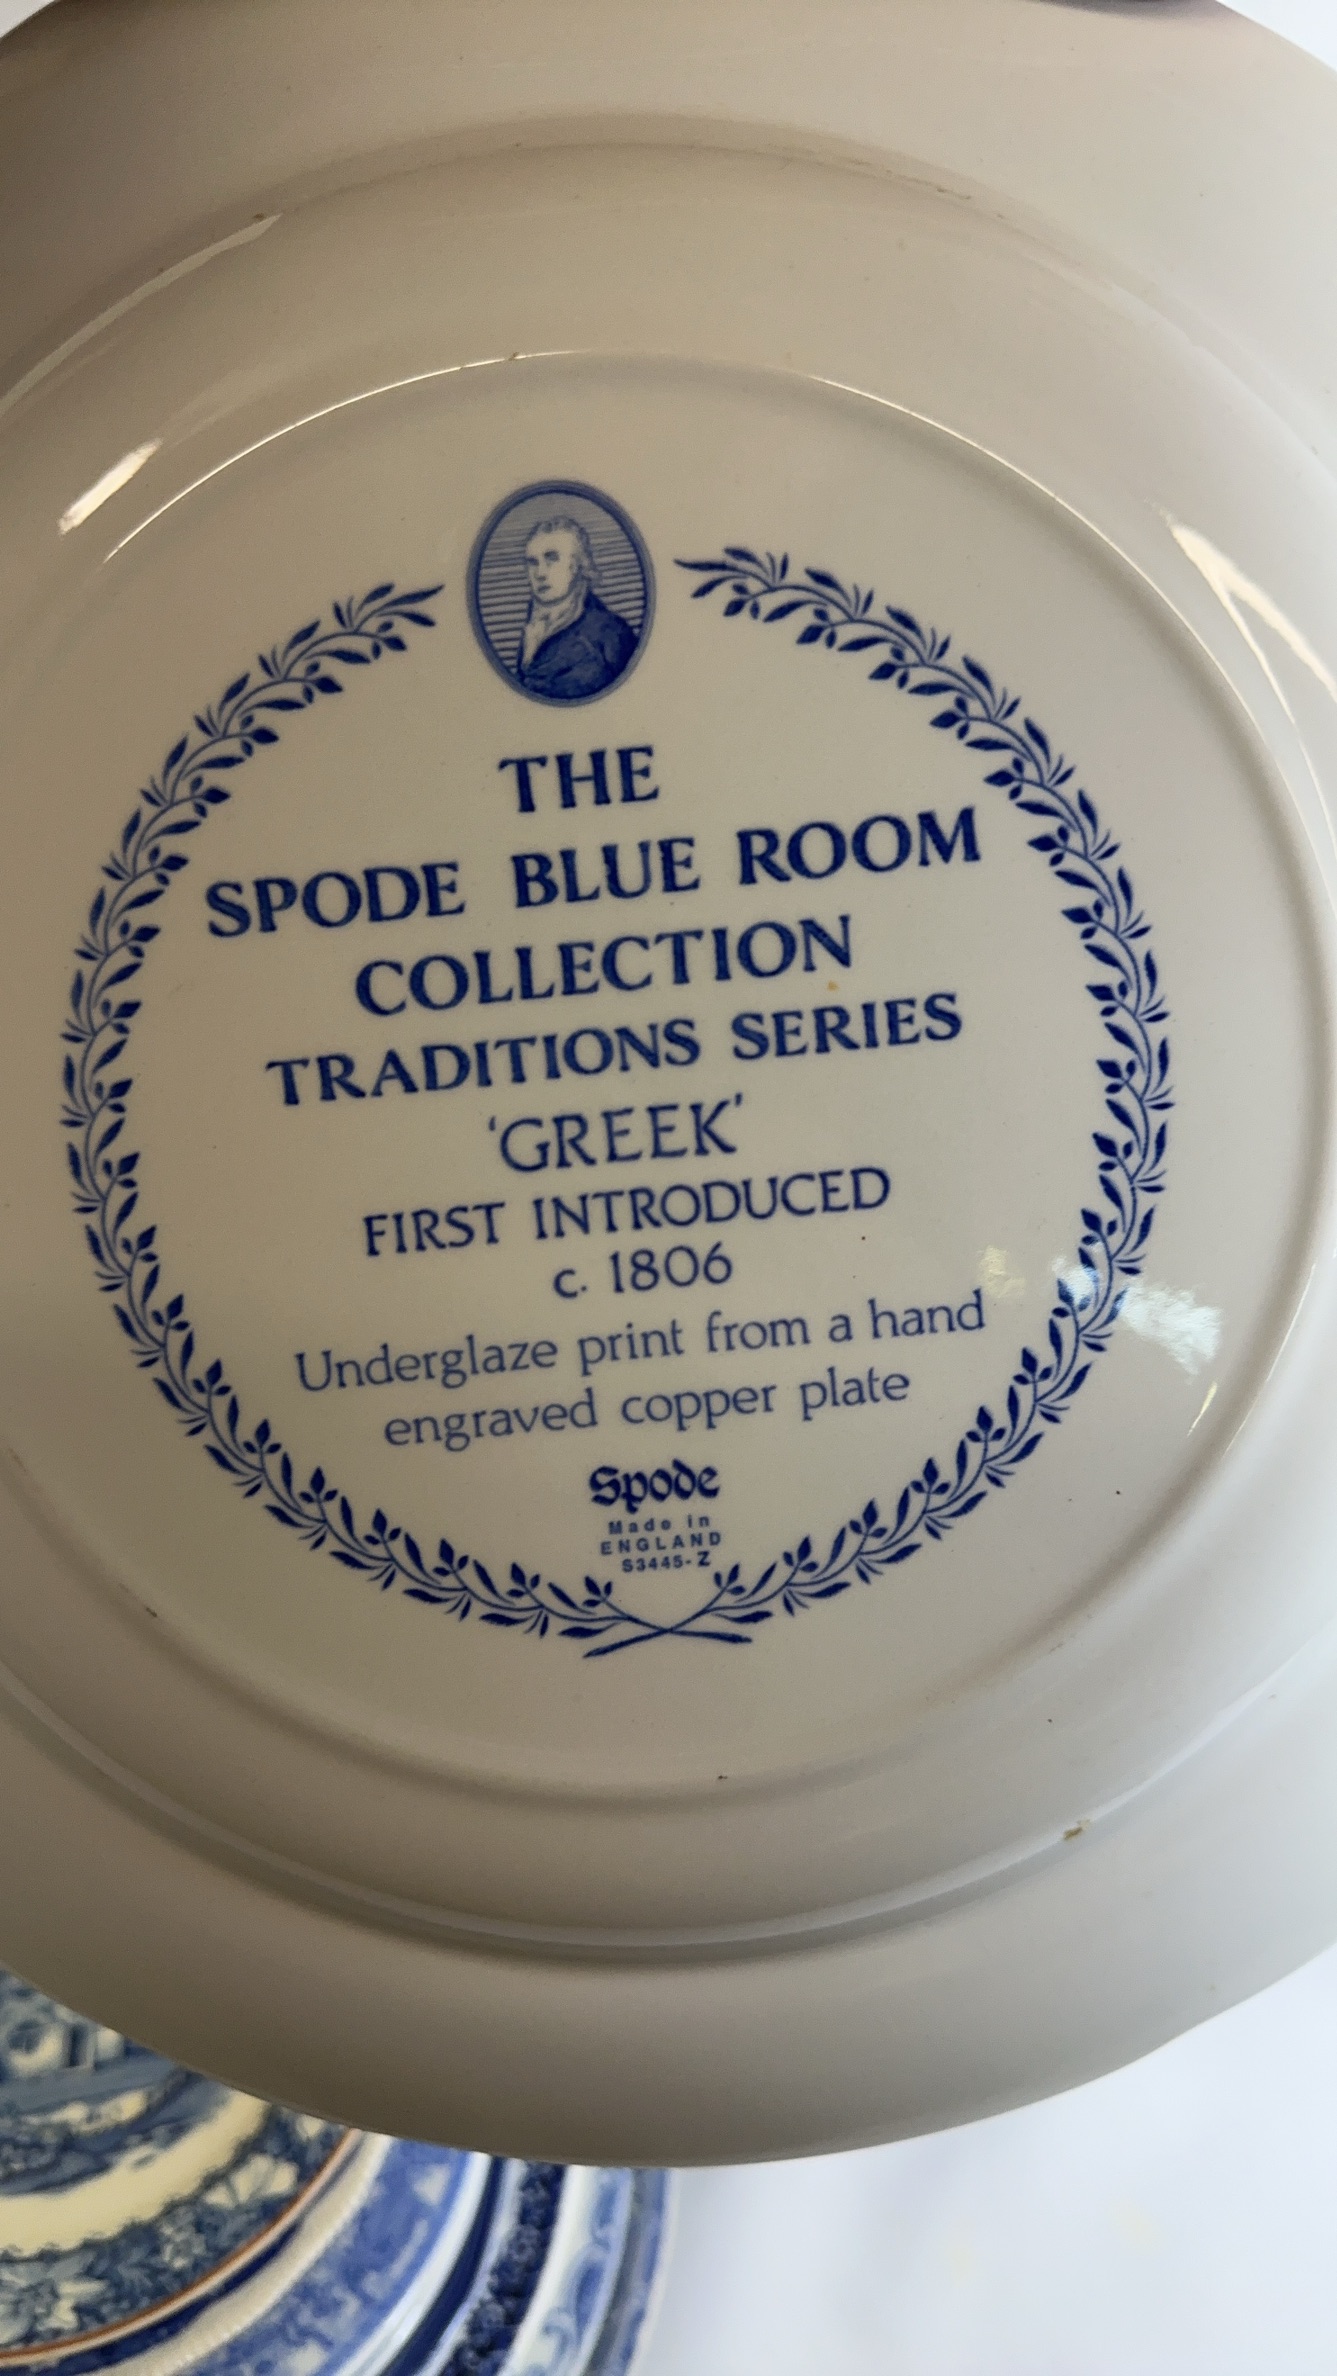 THE
SPODE BLUE ROOM
COLLECTION
TRADITIONS SERIES
‘GREEK’
FIRST INTRODUCED
c. 1806
Underglaze print from a hand
engraved copper plate
Spode
Made in
ENGLAND
S3445-Z